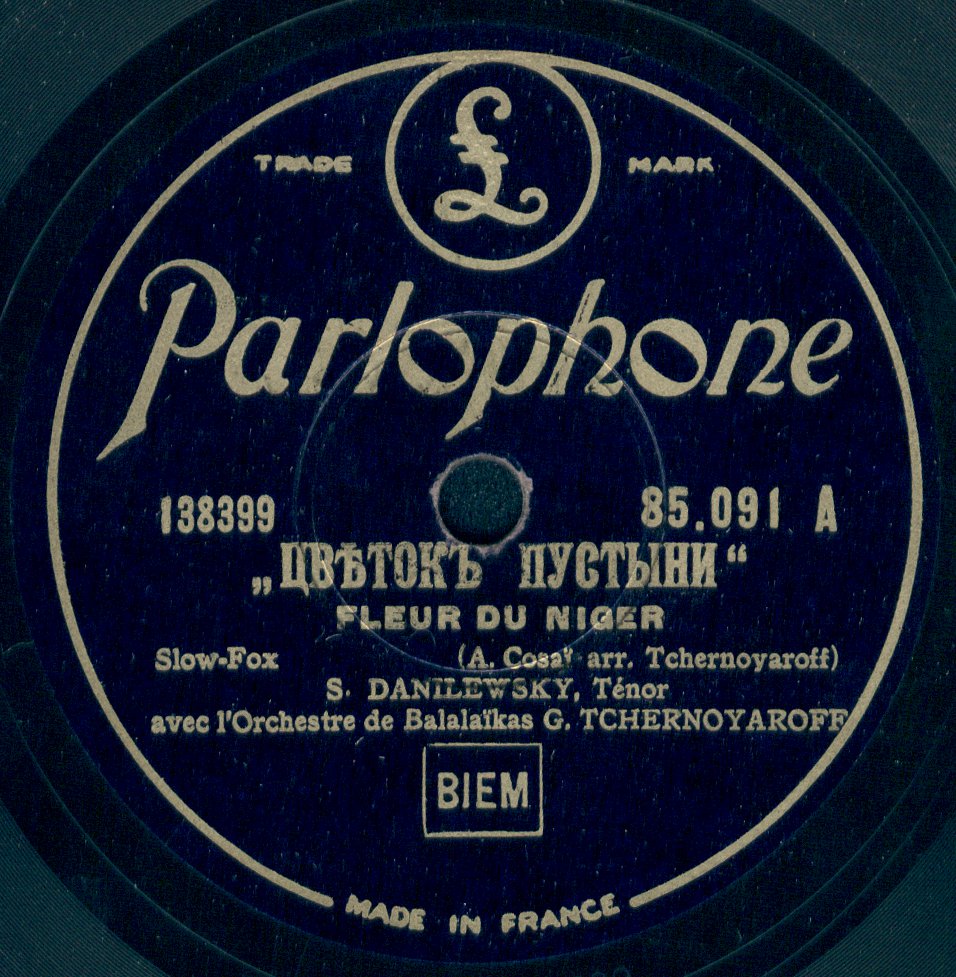 TRADE MARK
£
Parlophone
138399 85.091 A
„ЦВѢТОКЪ ПУСТЫНИ“
FLEUR DU NIGER
Slow-Fox (A. Cosaï arr. Tchernoyaroff)
S. DANILEWSKY, Ténor
avec l'Orchestre de Balalaïkas G. TCHERNOYAROFF
BIEM
MADE IN FRANCE